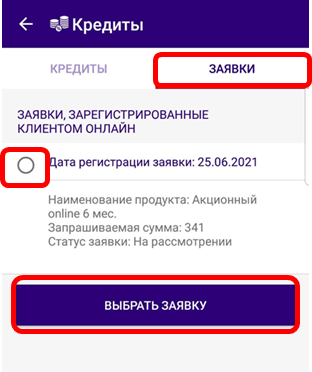 Кредиты
КРЕДИТЫ ЗАЯВКИ
ЗАЯВКИ, ЗАРЕГИСТРИРОВАННЫЕ
КЛИЕНТОМ ОНЛАЙН
Дата регистрации заявки: 25.06.2021
Наименование продукта: Акционный
online 6 мес.
Запрашиваемая сумма: 341
Статус заявки: На рассмотрении
ВЫБРАТЬ ЗАЯВКУ